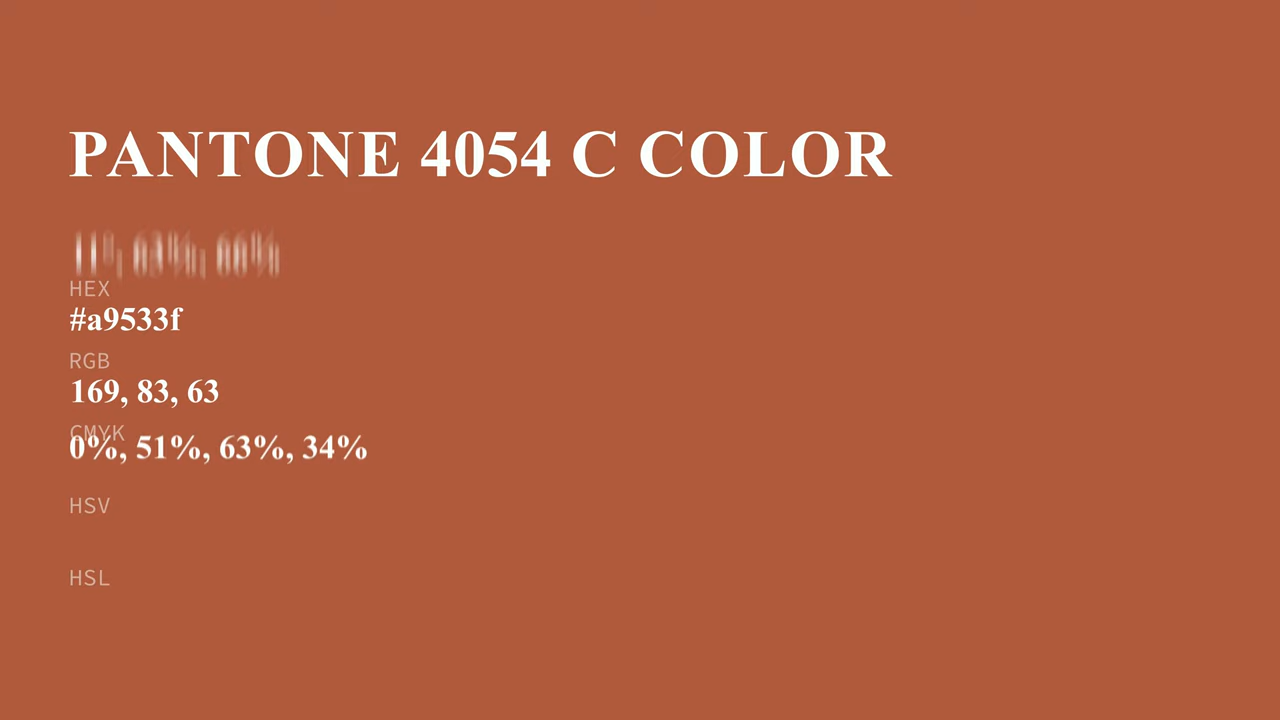 PANTONE 4054 C COLOR
HEX
#a9533f
RGB
169, 83, 63
CMYK
0%, 51%, 63%, 34%
HSV
HSL